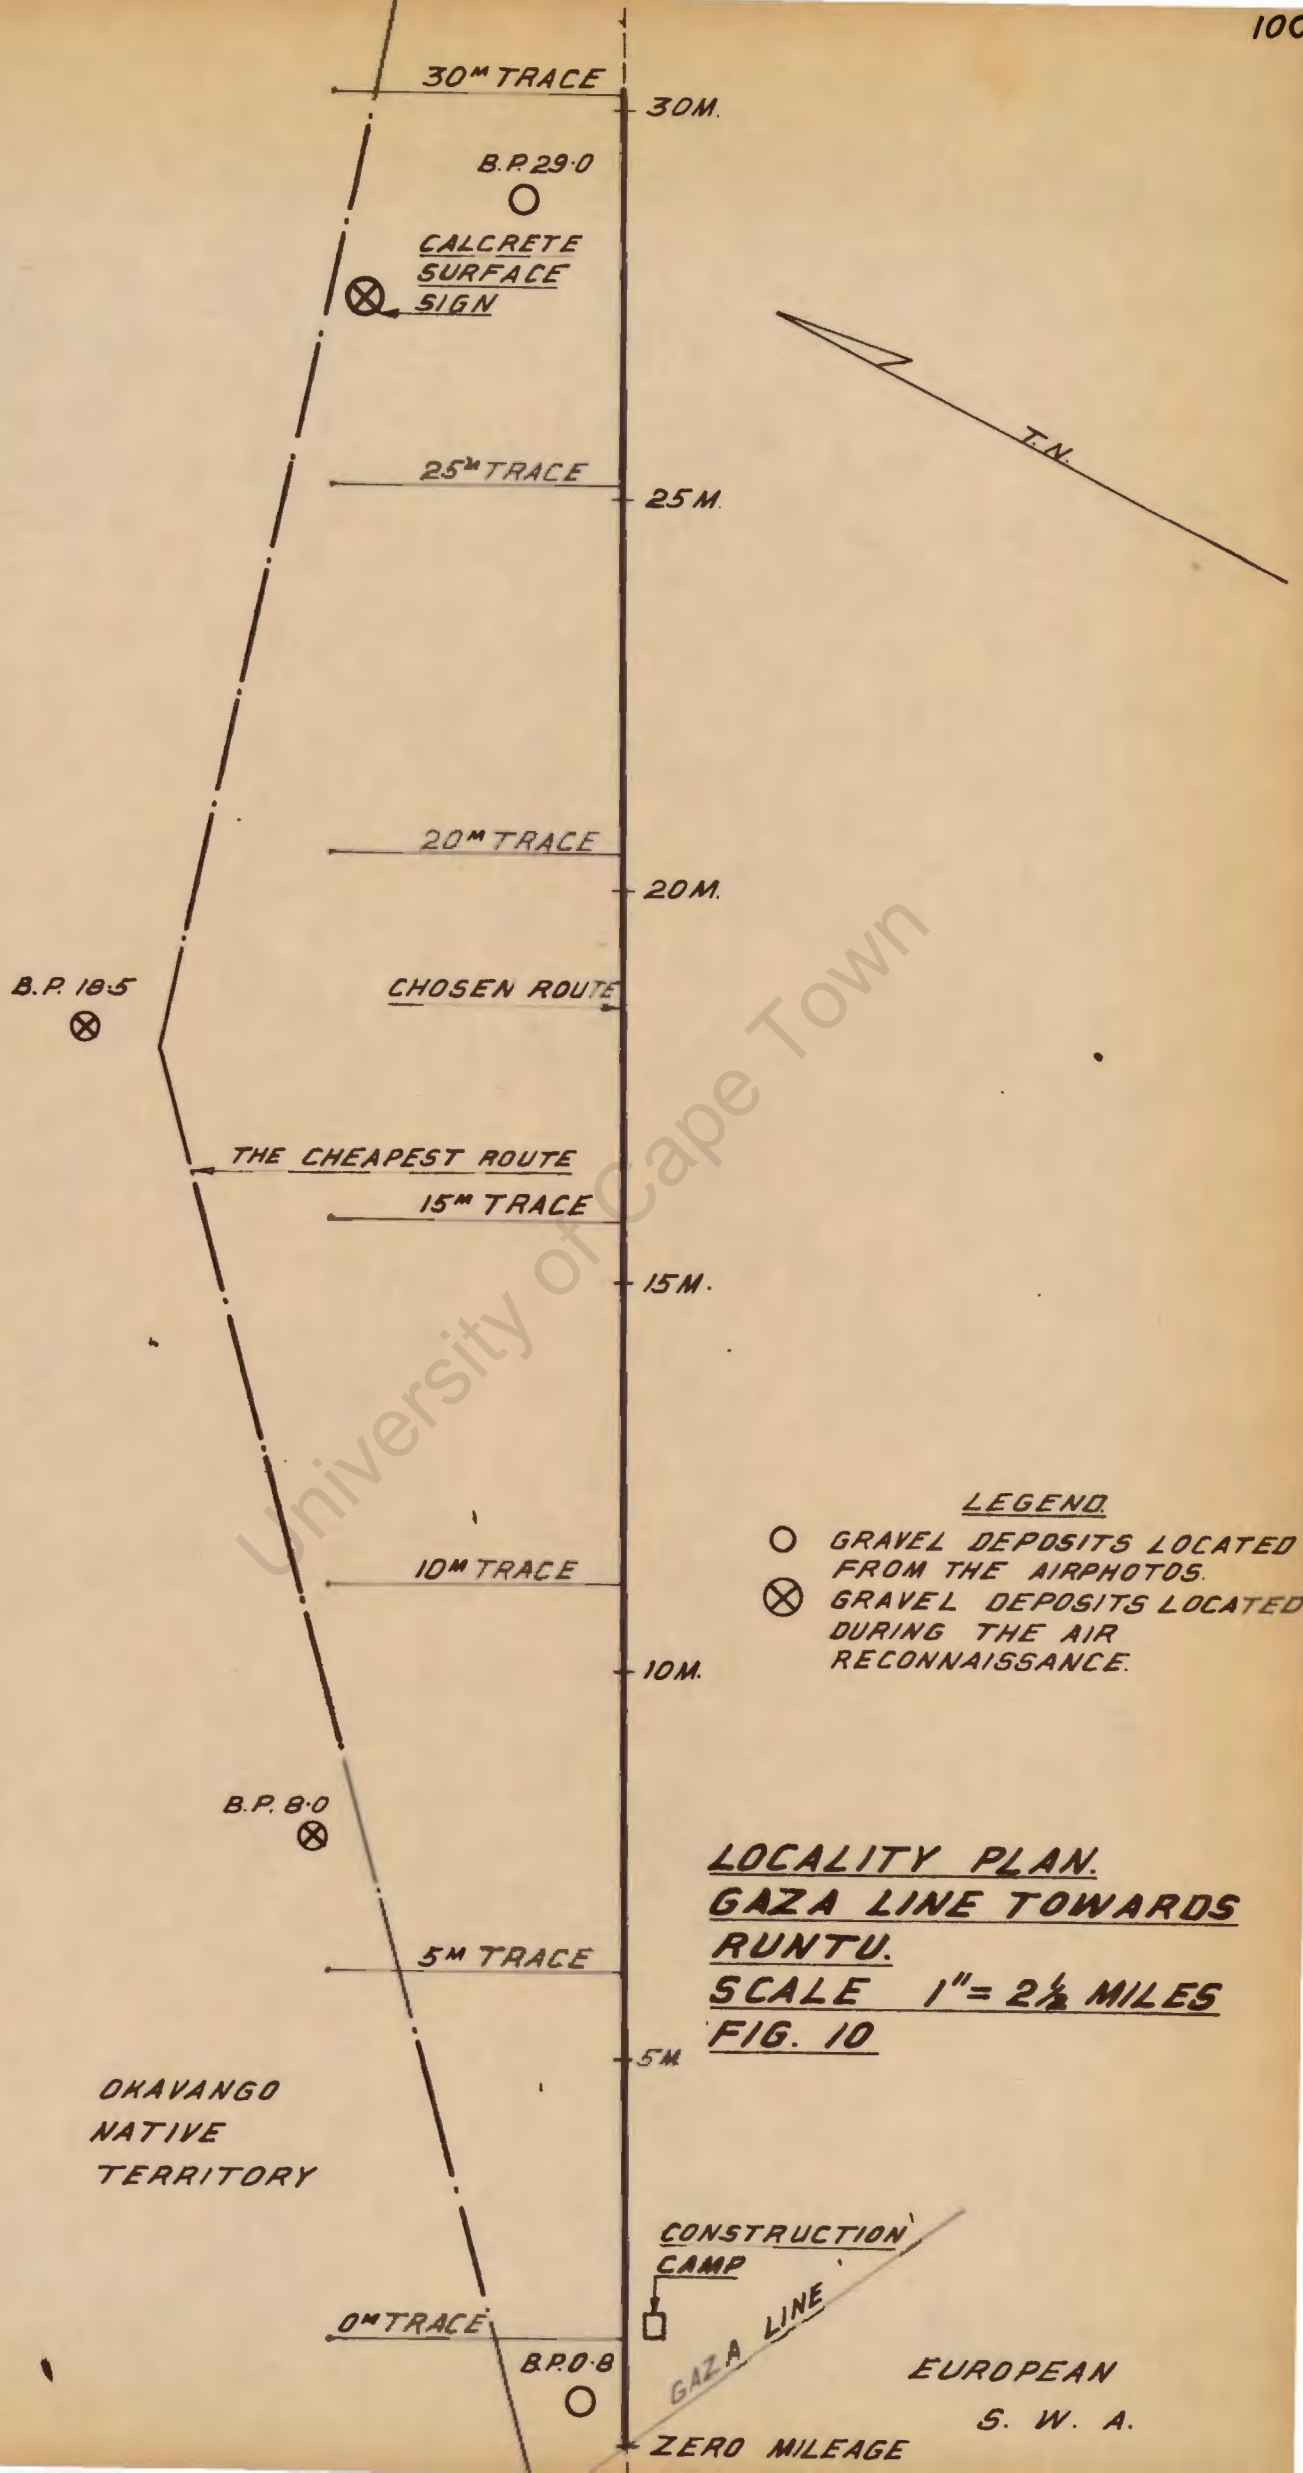 100
30ᴹ TRACE
30M.
B.P. 29·0
CALCRETE
SURFACE
SIGN
T.N.
25ᴹ TRACE
25M.
20ᴹ TRACE
20M.
B.P. 18·5
CHOSEN ROUTE
THE CHEAPEST ROUTE
15ᴹ TRACE
15M.
LEGEND.
GRAVEL DEPOSITS LOCATED
FROM THE AIRPHOTOS.
GRAVEL DEPOSITS LOCATED
DURING THE AIR
RECONNAISSANCE.
10ᴹ TRACE
10M.
B.P. 8·0
LOCALITY PLAN.
GAZA LINE TOWARDS
RUNTU.
SCALE 1"= 2½ MILES
FIG. 10
5ᴹ TRACE
5M
OKAVANGO
NATIVE
TERRITORY
CONSTRUCTION
CAMP
0ᴹ TRACE
GAZA LINE
B.P.0·8
EUROPEAN
S. W. A.
ZERO MILEAGE
University of Cape Town